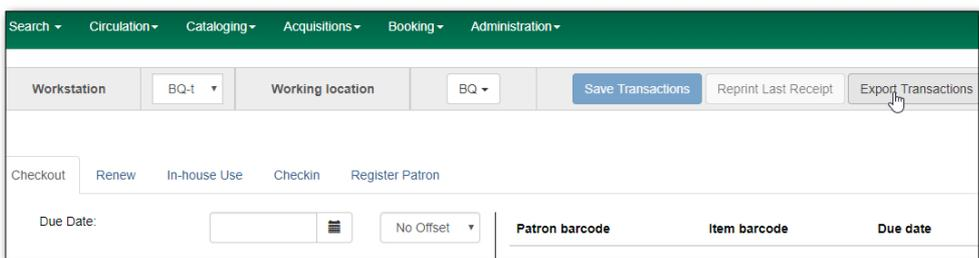 Search Circulation Cataloging Acquisitions Booking Administration
Workstation BQ-t Working location BQ Save Transactions Reprint Last Receipt Export Transactions
Checkout Renew In-house Use Checkin Register Patron
Due Date: No Offset Patron barcode Item barcode Due date